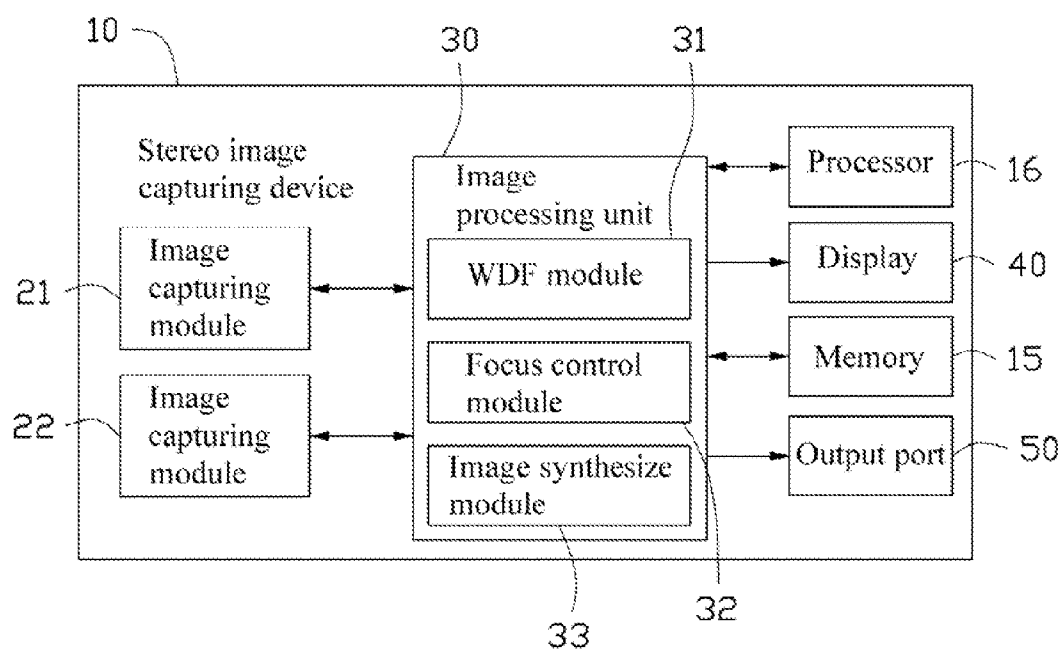 10
30
31
Stereo image
capturing device
Image
processing unit
Processor
16
Image
capturing
module
21
WDF module
Display
40
Focus control
module
Memory
15
Image
capturing
module
22
Image synthesize
module
Output port
50
32
33